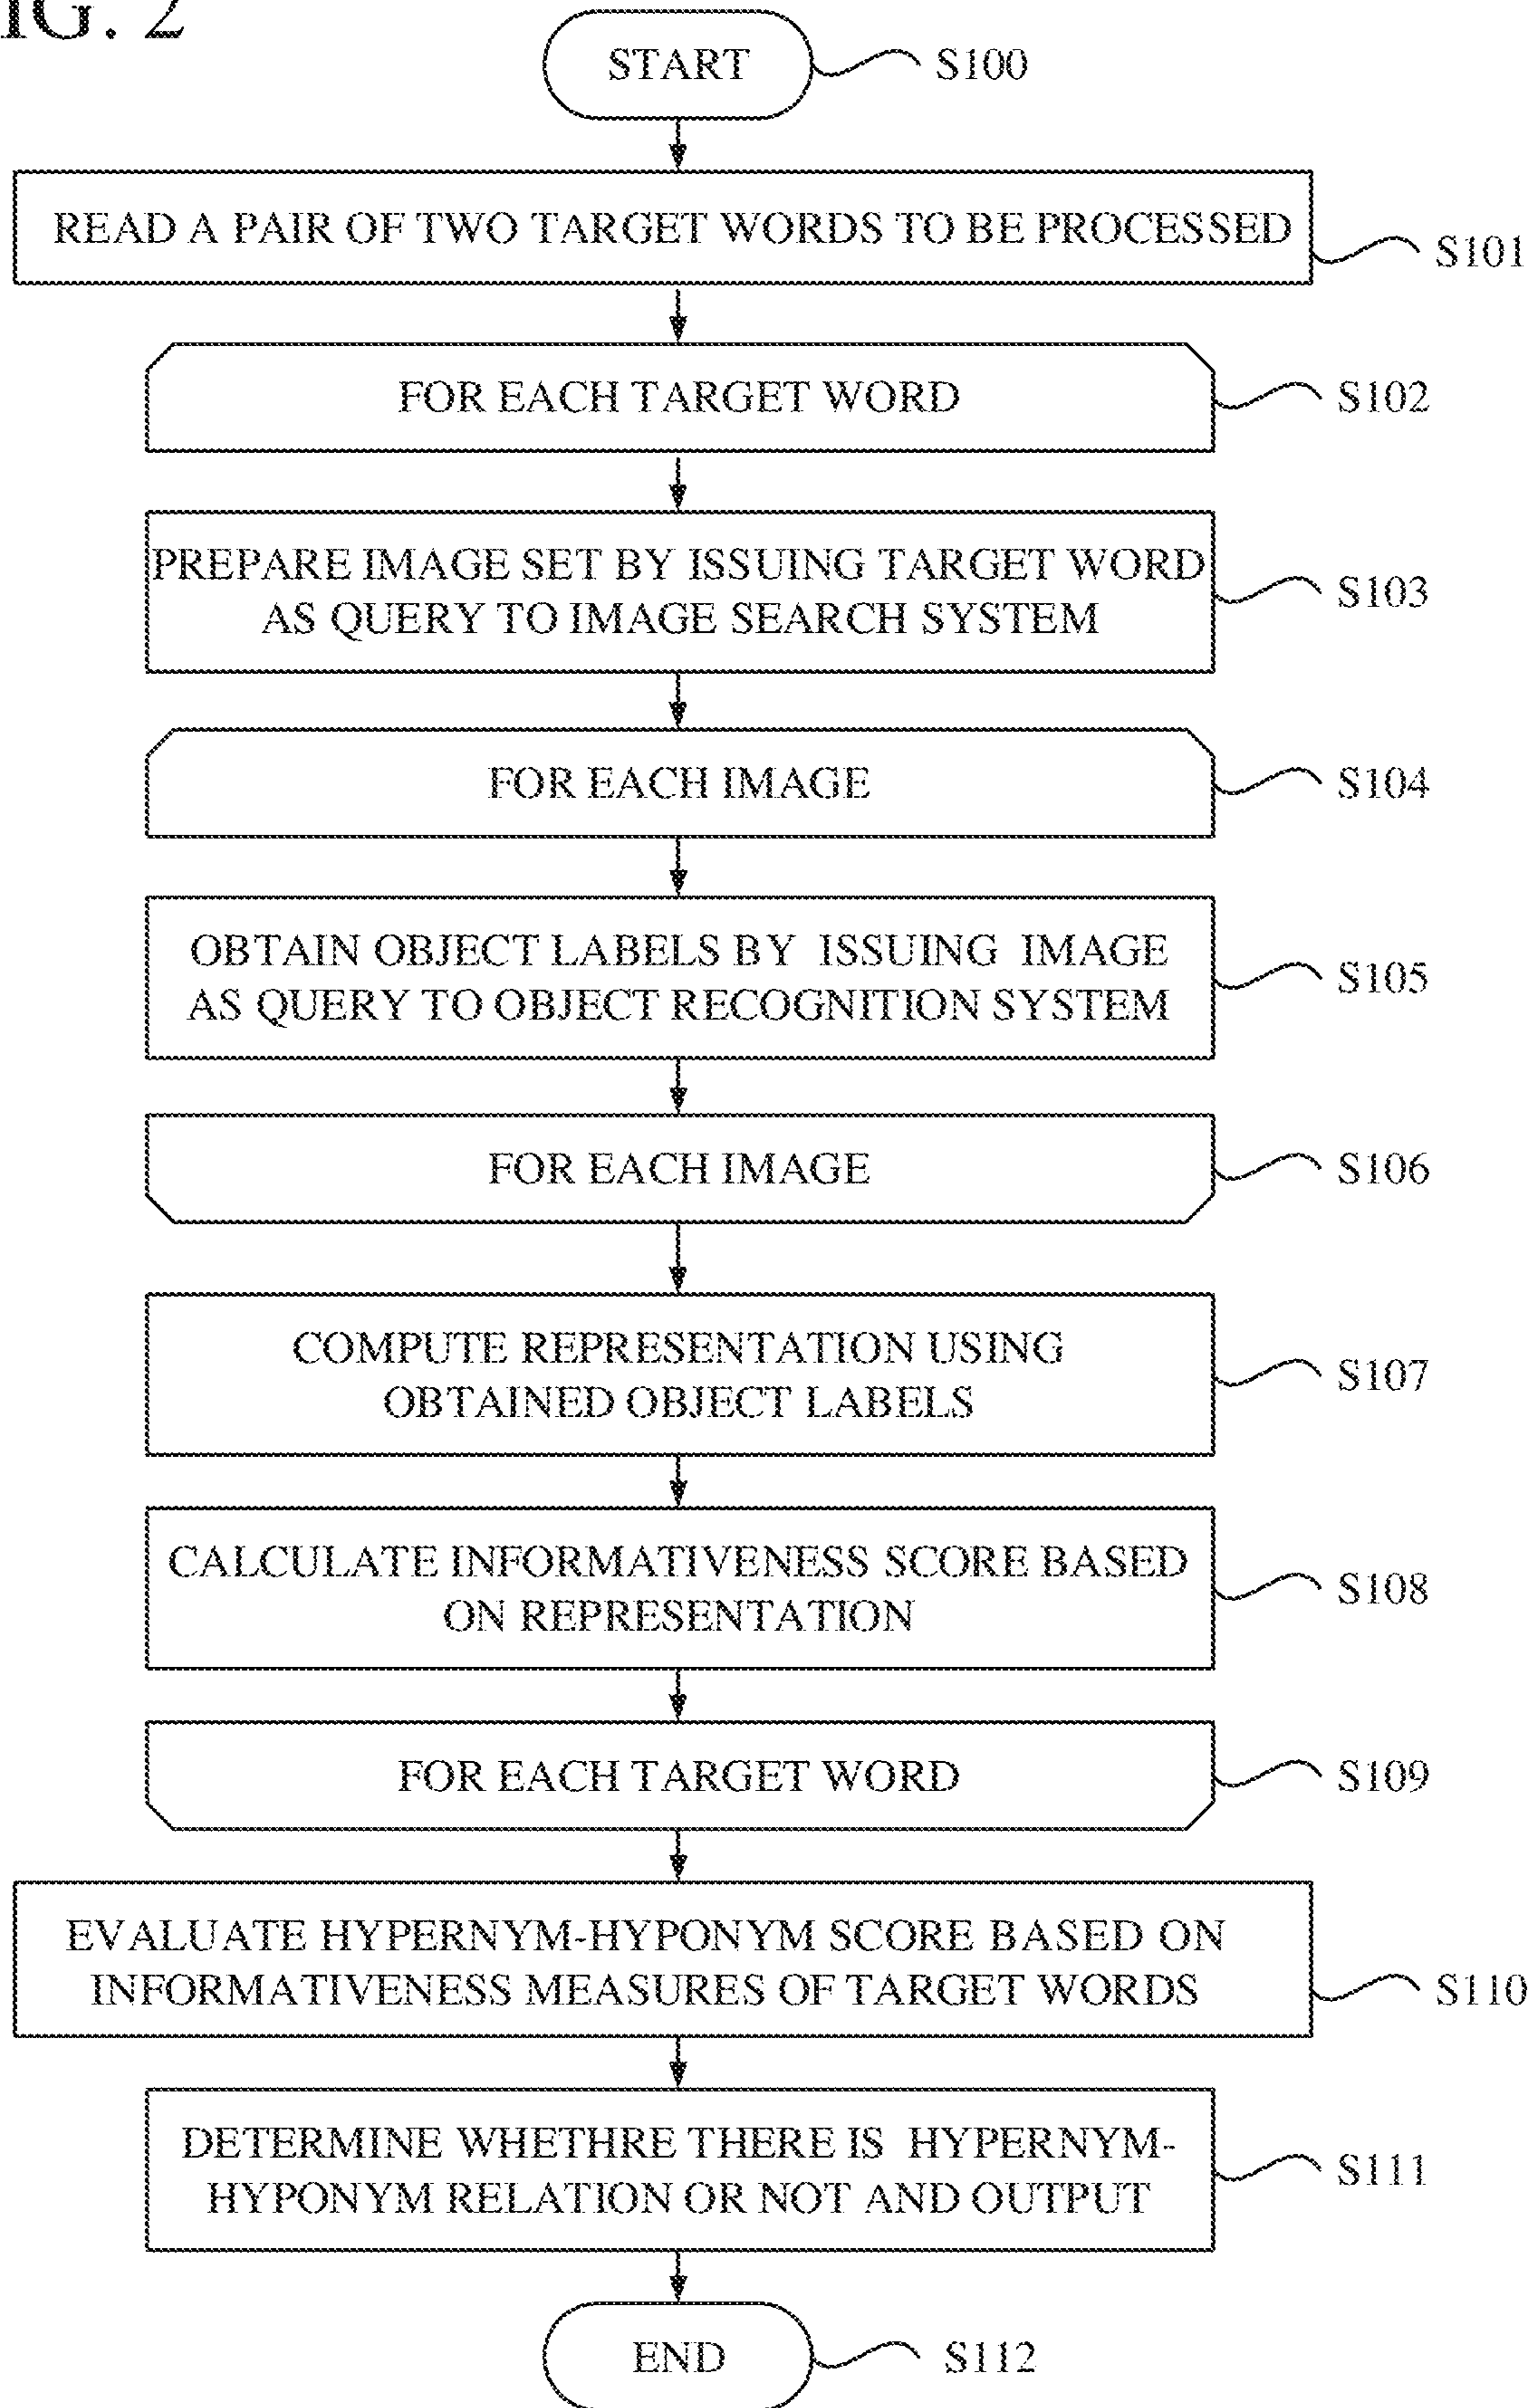 IG. 2
START
S100
READ A PAIR OF TWO TARGET WORDS TO BE PROCESSED
S101
FOR EACH TARGET WORD
S102
PREPARE IMAGE SET BY ISSUING TARGET WORD
AS QUERY TO IMAGE SEARCH SYSTEM
S103
FOR EACH IMAGE
S104
OBTAIN OBJECT LABELS BY ISSUING IMAGE
AS QUERY TO OBJECT RECOGNITION SYSTEM
S105
FOR EACH IMAGE
S106
COMPUTE REPRESENTATION USING
OBTAINED OBJECT LABELS
S107
CALCULATE INFORMATIVENESS SCORE BASED
ON REPRESENTATION
S108
FOR EACH TARGET WORD
S109
EVALUATE HYPERNYM-HYPONYM SCORE BASED ON
INFORMATIVENESS MEASURES OF TARGET WORDS
S110
DETERMINE WHETHRE THERE IS HYPERNYM-
HYPONYM RELATION OR NOT AND OUTPUT
S111
END
S112